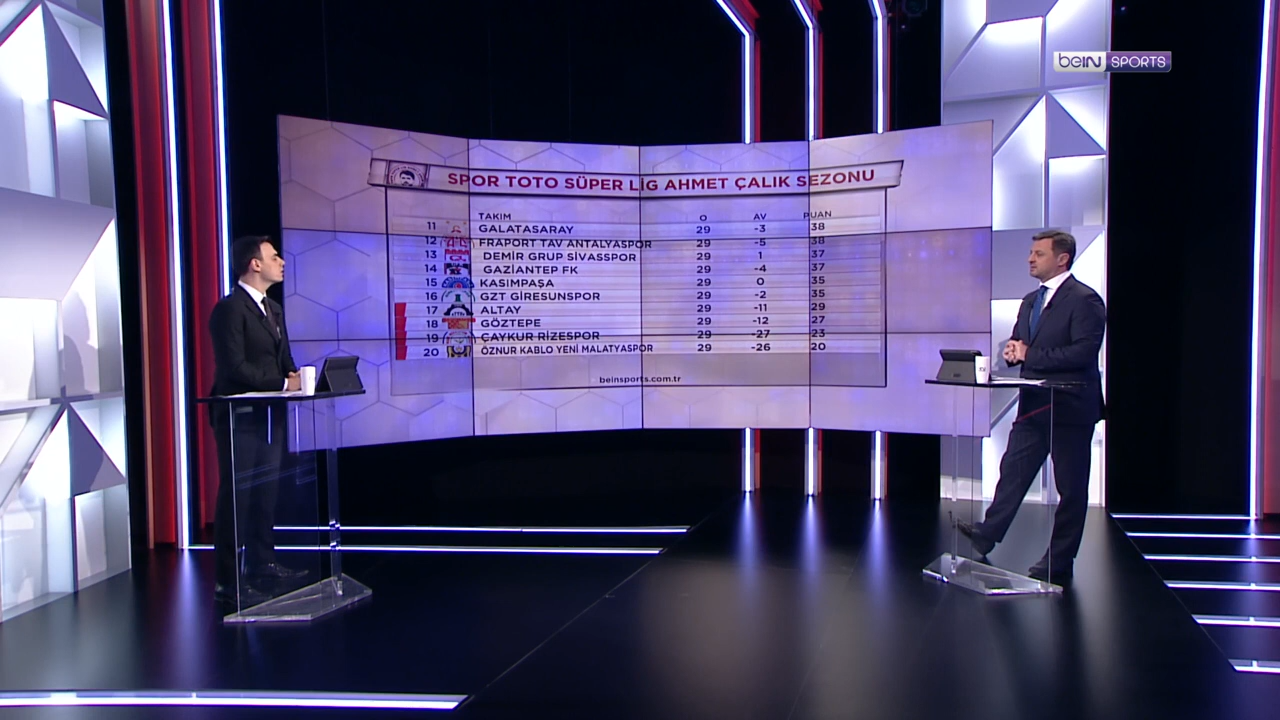 beIN SPORTS
SPOR TOTO SÜPER LİG AHMET ÇALIK SEZONU
TAKIM O AV PUAN
11 GALATASARAY 29 -3 38
12 FRAPORT TAV ANTALYASPOR 29 -5 38
13 DEMİR GRUP SİVASSPOR 29 1 37
14 GAZİANTEP FK 29 -4 37
15 KASIMPAŞA 29 0 35
16 GZT GİRESUNSPOR 29 -2 35
17 ALTAY 29 -11 29
18 GÖZTEPE 29 -12 27
19 ÇAYKUR RİZESPOR 29 -27 23
20 ÖZNUR KABLO YENİ MALATYASPOR 29 -26 20
beinsports.com.tr